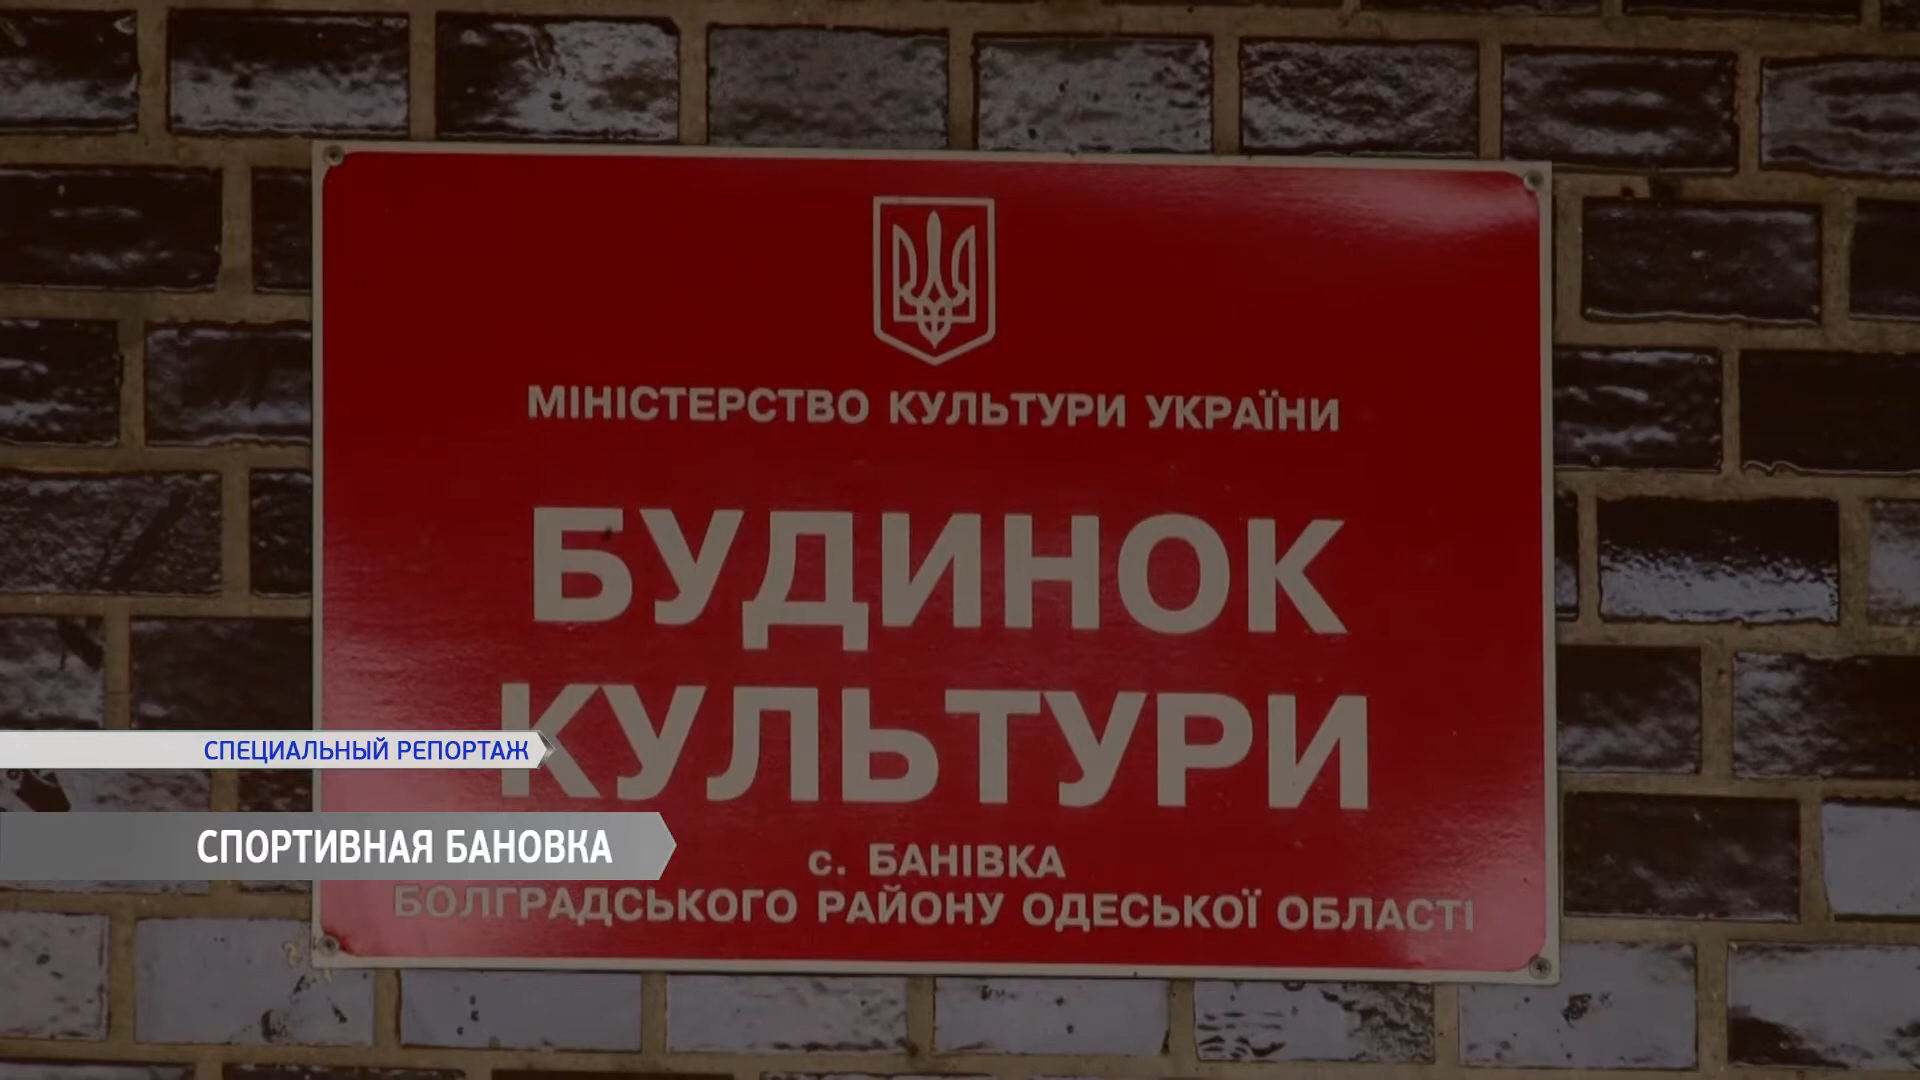 МІНІСТЕРСТВО КУЛЬТУРИ УКРАЇНИ
БУДИНОК
КУЛЬТУРИ
СПЕЦИАЛЬНЫЙ РЕПОРТАЖ
СПОРТИВНАЯ БАНОВКА
с. БАНІВКА
БОЛГРАДСЬКОГО РАЙОНУ ОДЕСЬКОЇ ОБЛАСТІ